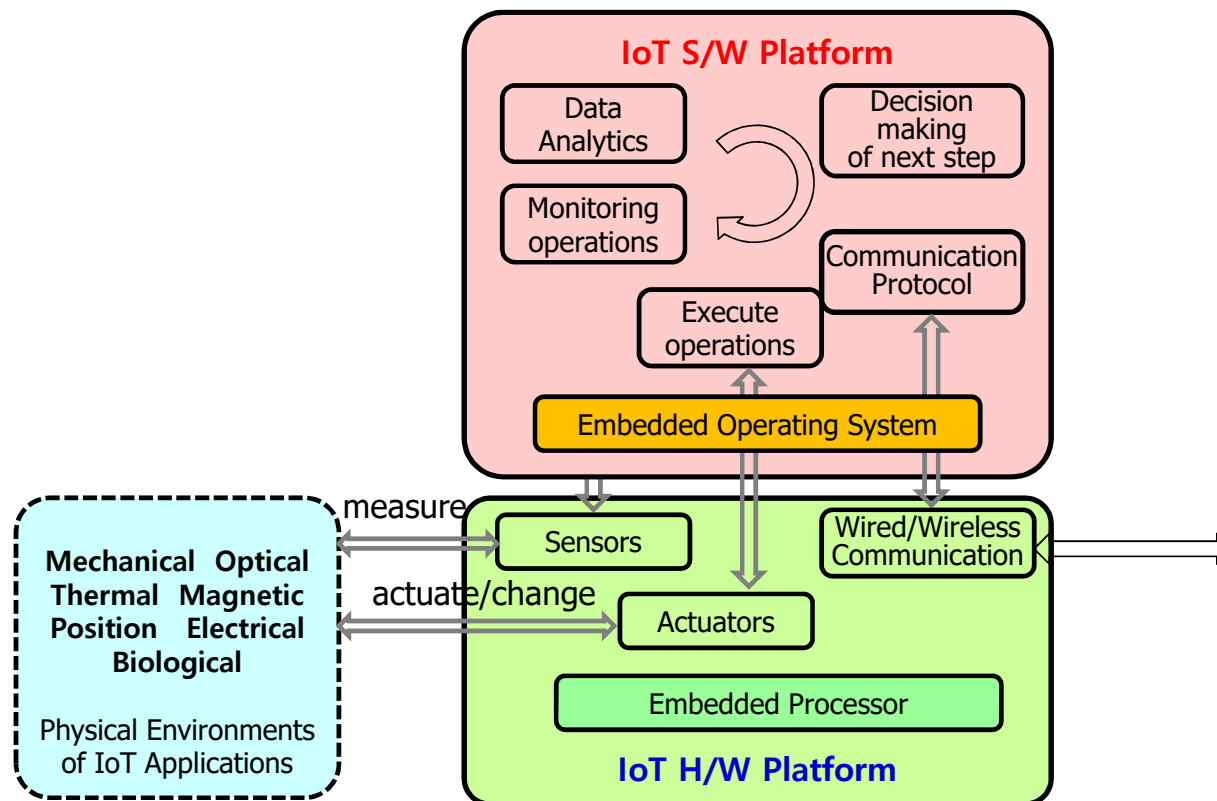 IoT S/W Platform
Data
Analytics
Decision
making
of next step
Monitoring
operations
Communication
Protocol
Execute
operations
Embedded Operating System
measure
Sensors
Wired/Wireless
Communication
Mechanical Optical
Thermal Magnetic
Position Electrical
Biological
actuate/change
Actuators
Physical Environments
of IoT Applications
Embedded Processor
IoT H/W Platform